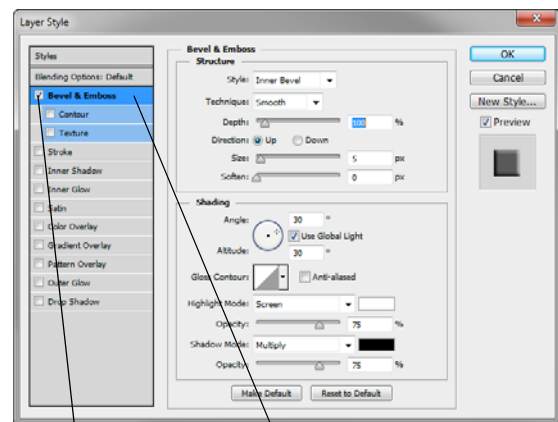 Layer Style
Styles
Blending Options: Default
Bevel & Emboss
Contour
Texture
Stroke
Inner Shadow
Inner Glow
Satin
Color Overlay
Gradient Overlay
Pattern Overlay
Outer Glow
Drop Shadow
Bevel & Emboss
Structure
Style: Inner Bevel
Technique: Smooth
Depth: 100 %
Direction: Up Down
Size: 5 px
Soften: 0 px
Shading
Angle: 30 °
Use Global Light
Altitude: 30 °
Gloss Contour: Anti-aliased
Highlight Mode: Screen
Opacity: 75 %
Shadow Mode: Multiply
Opacity: 75 %
Make Default Reset to Default
OK
Cancel
New Style...
Preview